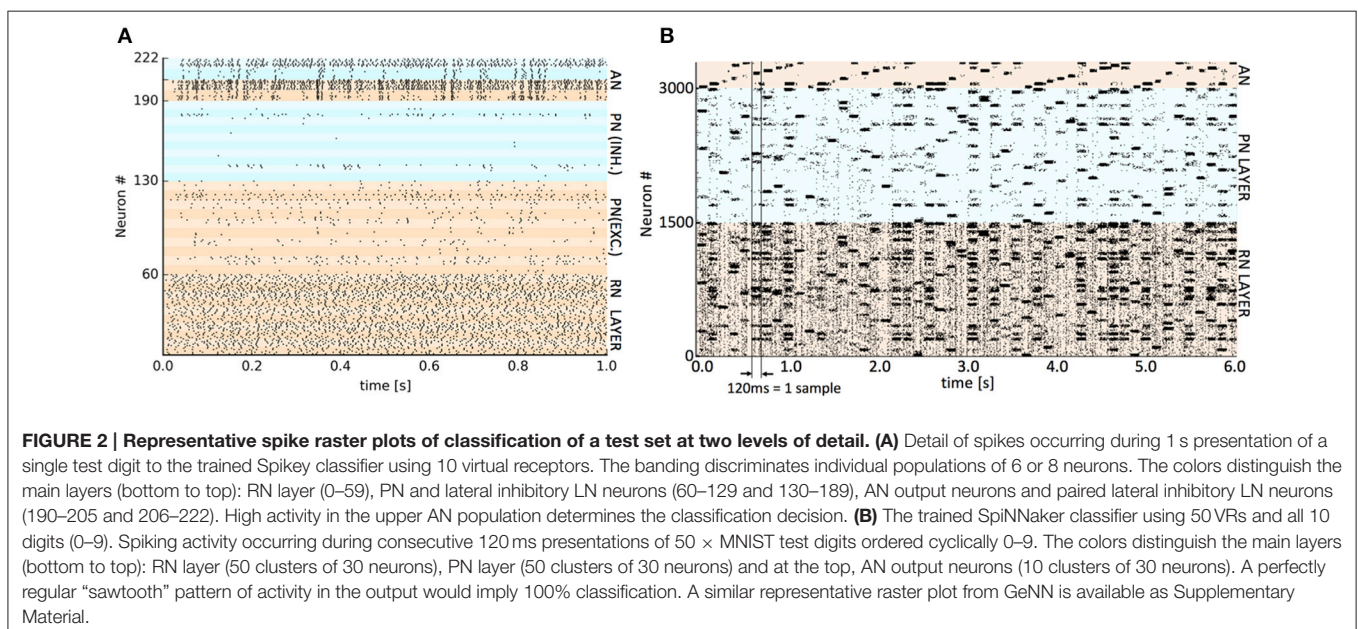 A
222
190
130
60
0
Neuron #
AN
PN (INH.)
PN(EXC.)
RN LAYER
0.0 0.2 0.4 0.6 0.8 1.0
time [s]
B
3000
1500
0
Neuron #
AN
PN LAYER
RN LAYER
0.0 1.0 2.0 3.0 4.0 5.0 6.0
time [s]
120ms = 1 sample
FIGURE 2 | Representative spike raster plots of classification of a test set at two levels of detail. (A) Detail of spikes occurring during 1 s presentation of a
single test digit to the trained Spikey classifier using 10 virtual receptors. The banding discriminates individual populations of 6 or 8 neurons. The colors distinguish the
main layers (bottom to top): RN layer (0–59), PN and lateral inhibitory LN neurons (60–129 and 130–189), AN output neurons and paired lateral inhibitory LN neurons
(190–205 and 206–222). High activity in the upper AN population determines the classification decision. (B) The trained SpiNNaker classifier using 50 VRs and all 10
digits (0–9). Spiking activity occurring during consecutive 120 ms presentations of 50 × MNIST test digits ordered cyclically 0–9. The colors distinguish the main layers
(bottom to top): RN layer (50 clusters of 30 neurons), PN layer (50 clusters of 30 neurons) and at the top, AN output neurons (10 clusters of 30 neurons). A perfectly
regular “sawtooth” pattern of activity in the output would imply 100% classification. A similar representative raster plot from GeNN is available as Supplementary
Material.